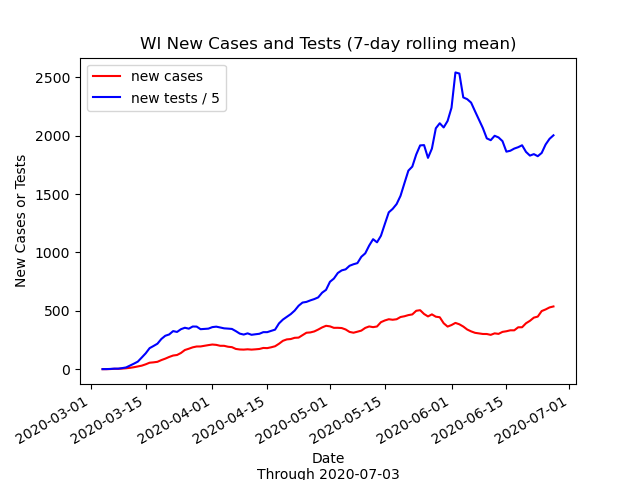 WI New Cases and Tests (7-day rolling mean)
new cases
new tests / 5
New Cases or Tests
2500
2000
1500
1000
500
0
2020-03-01
2020-03-15
2020-04-01
2020-04-15
2020-05-01
2020-05-15
2020-06-01
2020-06-15
2020-07-01
Date
Through 2020-07-03